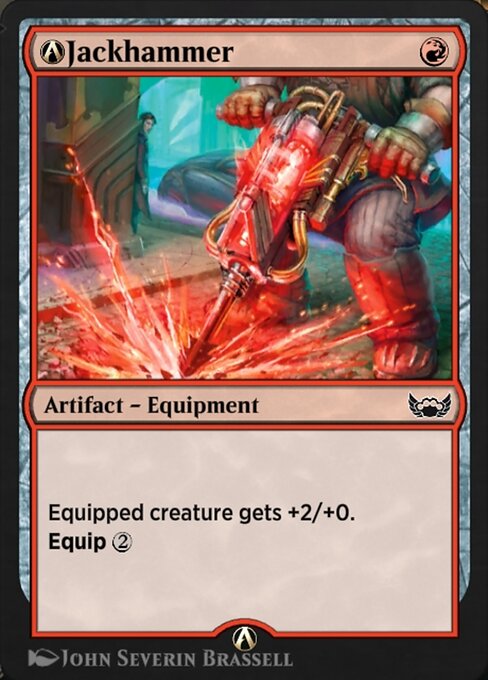 Jackhammer
Artifact – Equipment
Equipped creature gets +2/+0.
Equip 2
John Severin Brassell